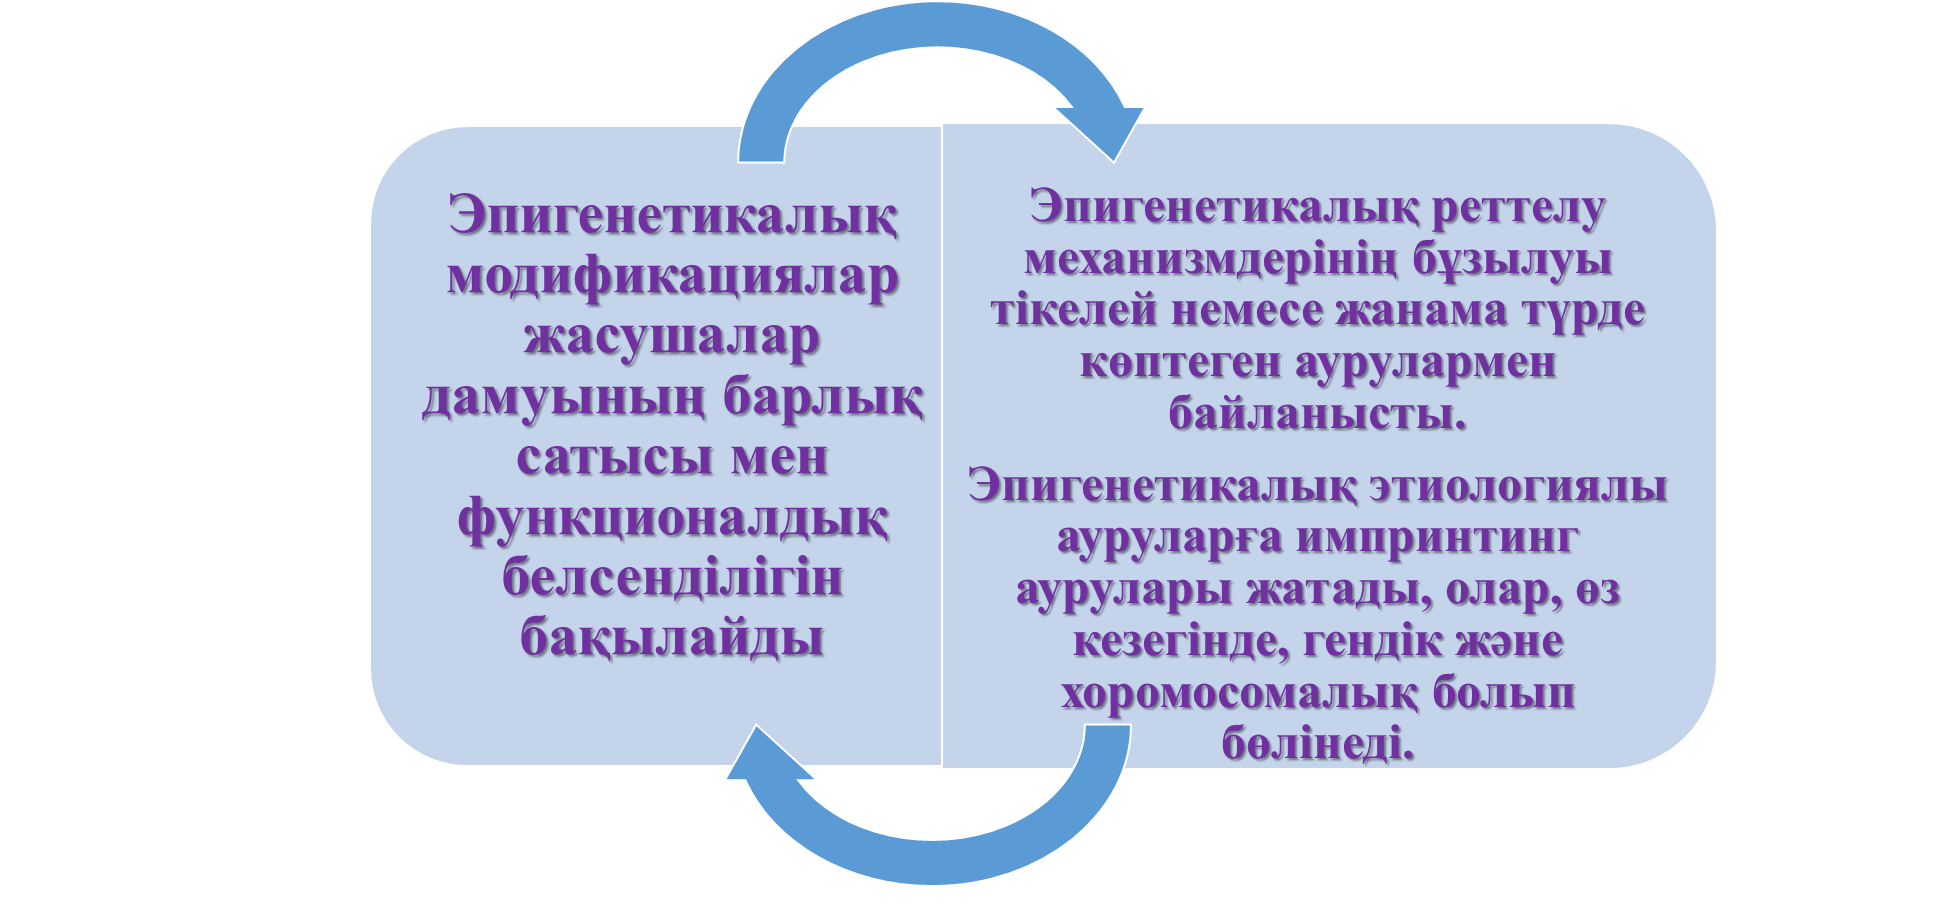 Эпигенетикалық
модификациялар
жасушалар
дамуының барлық
сатысы мен
функционалдық
белсенділігін
бақылайды
Эпигенетикалық реттелу
механизмдерінің бұзылуы
тікелей немесе жанама түрде
көптеген аурулармен
байланысты.
Эпигенетикалық этиологиялы
ауруларға импринтинг
аурулары жатады, олар, өз
кезегінде, гендік және
хоромосомалық болып
бөлінеді.